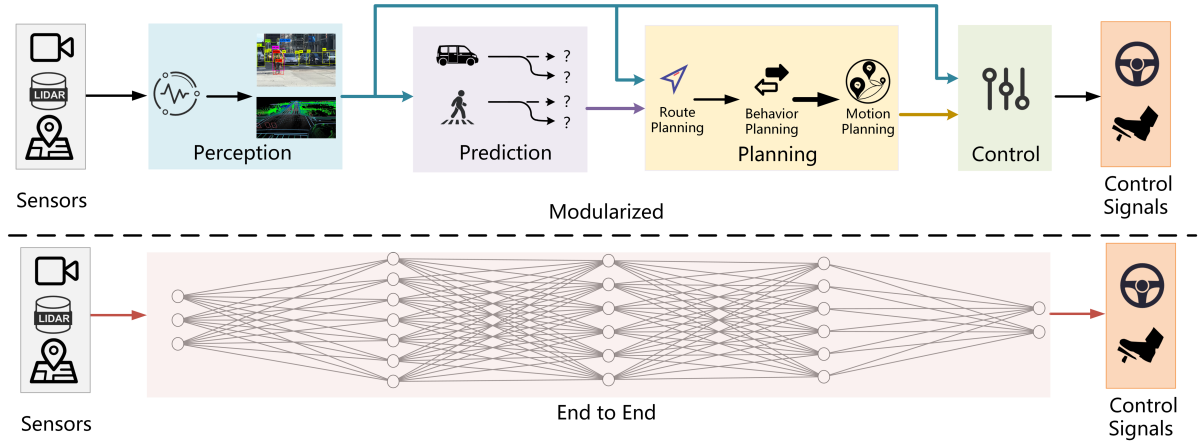 LIDAR
Sensors
Perception
?
?
?
?
Prediction
Route
Planning
Behavior
Planning
Motion
Planning
Planning
Control
Control
Signals
Modularized
LIDAR
Sensors
End to End
Control
Signals